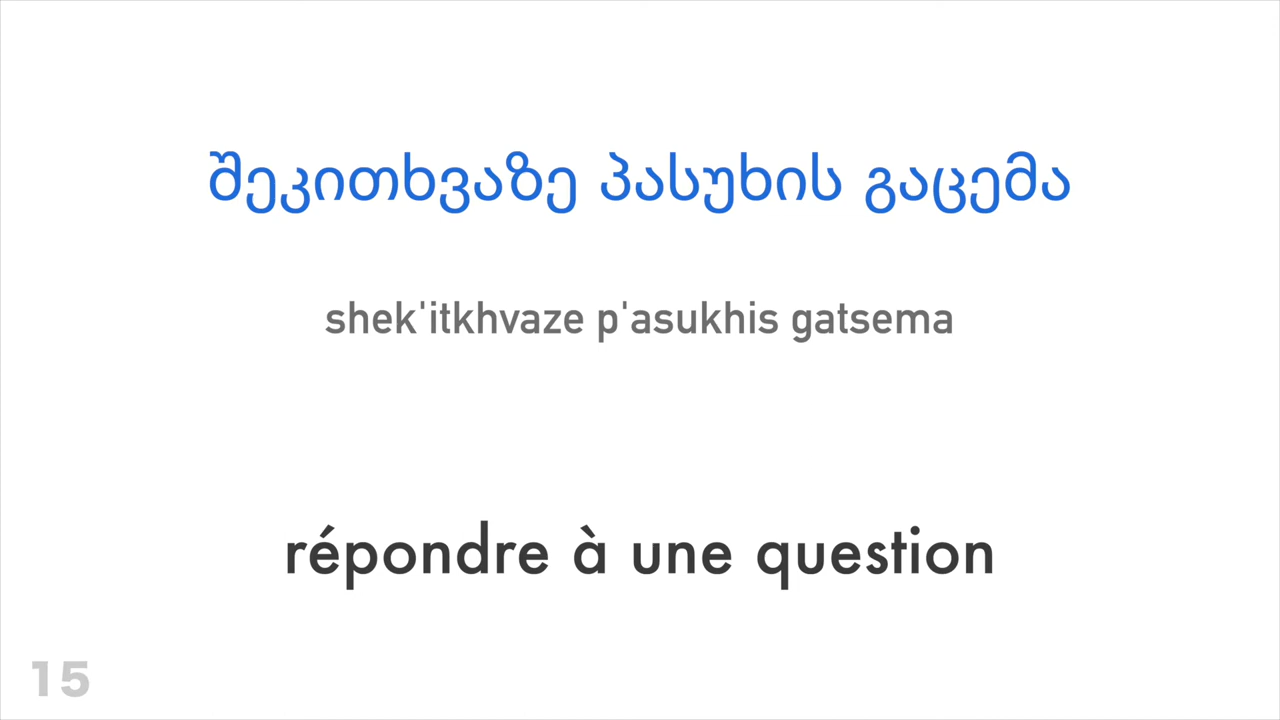 შეკითხვაზე პასუხის გაცემა
shek'itkhvaze p'asukhis gatsema
répondre à une question
15